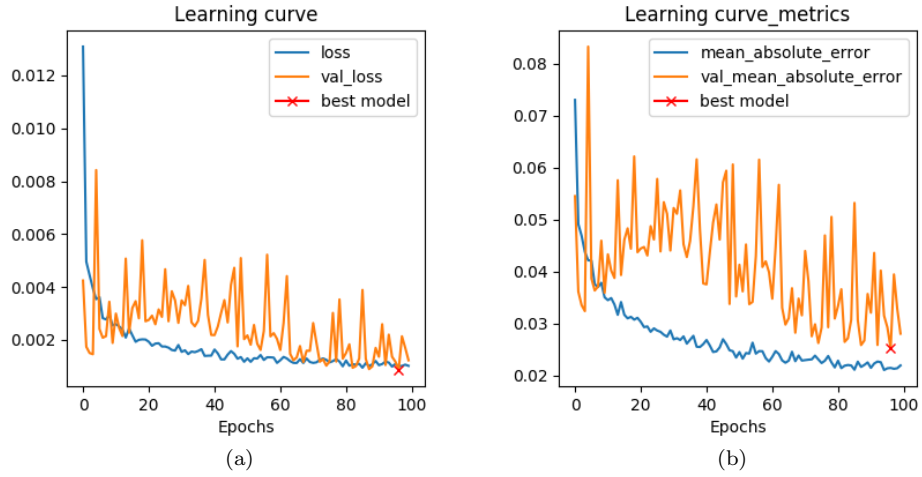 Learning curve
loss
val_loss
best model
0.012
0.010
0.008
0.006
0.004
0.002
0 20 40 60 80 100
Epochs
(a)
Learning curve_metrics
mean_absolute_error
val_mean_absolute_error
best model
0.08
0.07
0.06
0.05
0.04
0.03
0.02
0 20 40 60 80 100
Epochs
(b)